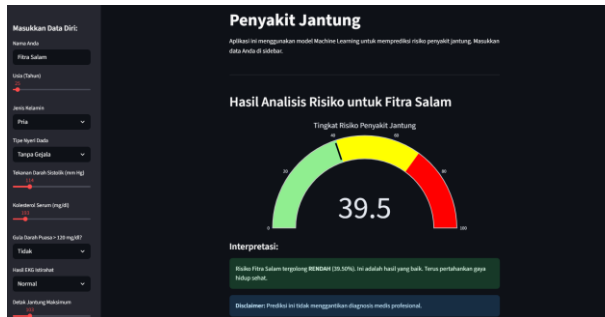 Masukkan Data Diri:
Nama Anda
Fitra Salam
Usia (Tahun)
Jenis Kelamin
Pria
Tipe Nyeri Dada
Tanpa Gejala
Tekanan Darah Sistolik (mm Hg)
114
Kolesterol Serum (mg/dl)
Gula Darah Puasa > 120 mg/dl?
Tidak
Hasil EKG Istirahat
Normal
Detak Jantung Maksimum
Penyakit Jantung
Aplikasi ini menggunakan model Machine Learning untuk memprediksi risiko penyakit jantung. Masukkan
data Anda di sidebar.
Hasil Analisis Risiko untuk Fitra Salam
Tingkat Risiko Penyakit Jantung
0
20
40
60
80
100
39.5
Interpretasi:
Risiko Fitra Salam tergolong RENDAH (39.50%). Ini adalah hasil yang baik. Terus pertahankan gaya
hidup sehat.
Disclaimer: Prediksi ini tidak menggantikan diagnosis medis profesional.